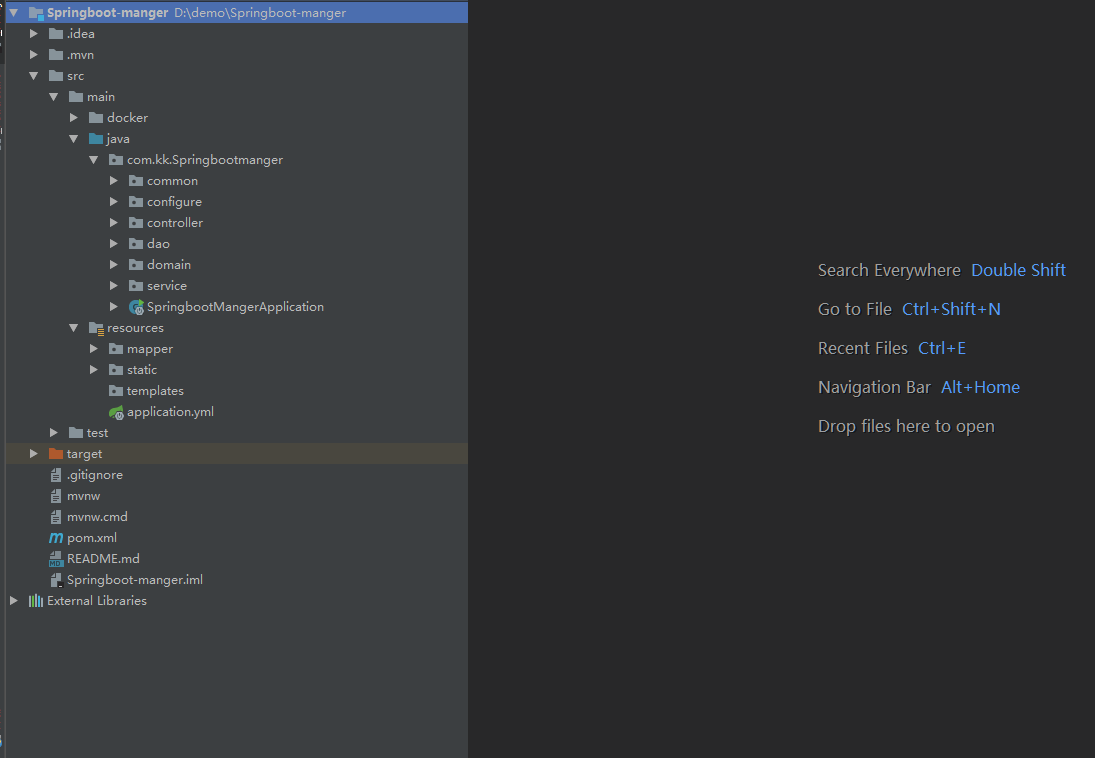 Springboot-manger D:\demo\Springboot-manger
.idea
.mvn
src
main
docker
java
com.kk.Springbootmanger
common
configure
controller
dao
domain
service
SpringbootMangerApplication
resources
mapper
static
templates
application.yml
test
target
.gitignore
mvnw
mvnw.cmd
pom.xml
README.md
Springboot-manger.iml
External Libraries
Search Everywhere Double Shift
Go to File Ctrl+Shift+N
Recent Files Ctrl+E
Navigation Bar Alt+Home
Drop files here to open